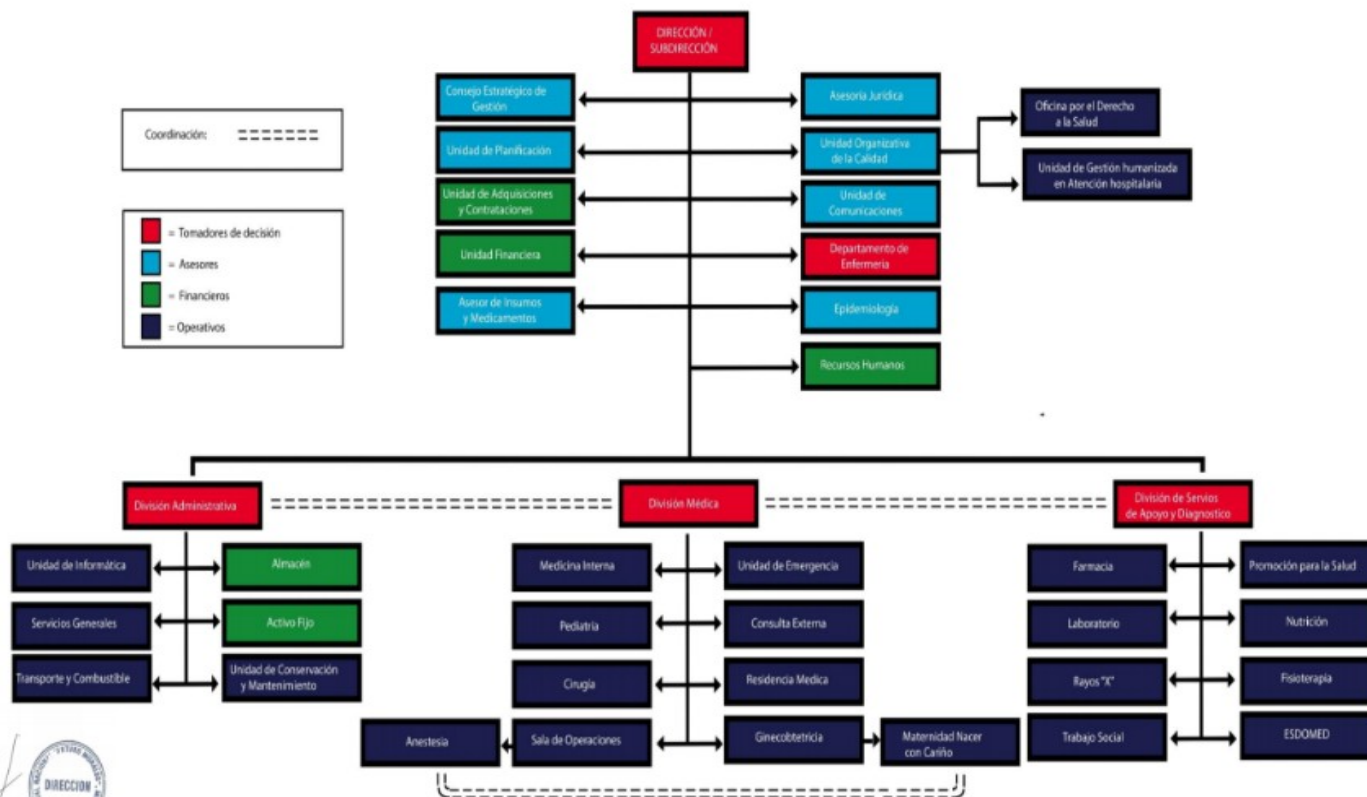 DIRECCIÓN /
SUBDIRECCIÓN
Consejo Estratégico de
Gestión
Asesoría Jurídica
Oficina por el Derecho
a la Salud
Coordinación:
Unidad de Planificación
Unidad Organizativa
de la Calidad
Unidad de Gestión humanizada
en Atención hospitalaria
Unidad de Adquisiciones
y Contrataciones
Unidad de
Comunicaciones
= Tomadores de decisión
= Asesores
= Financieros
= Operativos
Unidad Financiera
Departamento de
Enfermería
Asesor de Insumos
y Medicamentos
Epidemiología
Recursos Humanos
División Administrativa
División Médica
División de Servios
de Apoyo y Diagnostico
Unidad de Informática
Almacén
Medicina Interna
Unidad de Emergencia
Farmacia
Promoción para la Salud
Servicios Generales
Activo Fijo
Pediatría
Consulta Externa
Laboratorio
Nutrición
Transporte y Combustible
Unidad de Conservación
y Mantenimiento
Cirugía
Residencia Medica
Rayos "X"
Fisioterapia
Anestesia
Sala de Operaciones
Ginecobtetricia
Maternidad Nacer
con Cariño
Trabajo Social
ESDOMED
DIRECCION